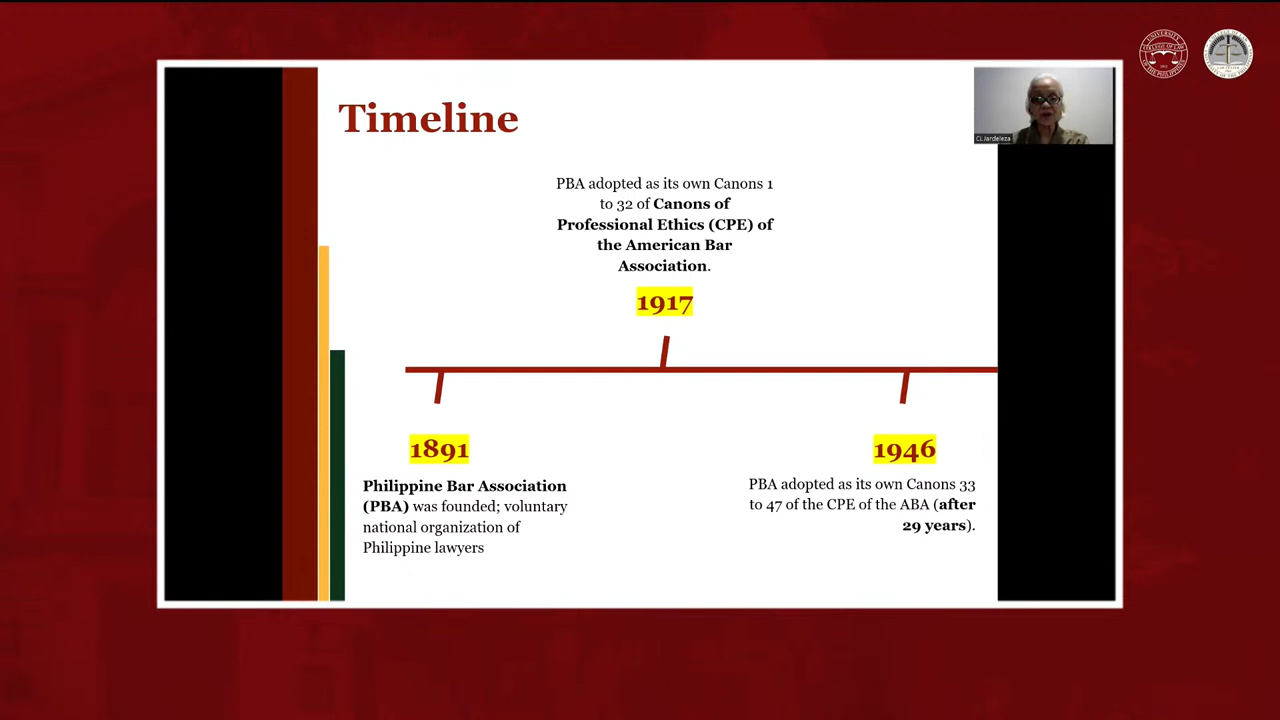 Timeline
CLJardeleza
PBA adopted as its own Canons 1
to 32 of Canons of
Professional Ethics (CPE) of
the American Bar
Association.
1917
1891
Philippine Bar Association
(PBA) was founded; voluntary
national organization of
Philippine lawyers
1946
PBA adopted as its own Canons 33
to 47 of the CPE of the ABA (after
29 years).